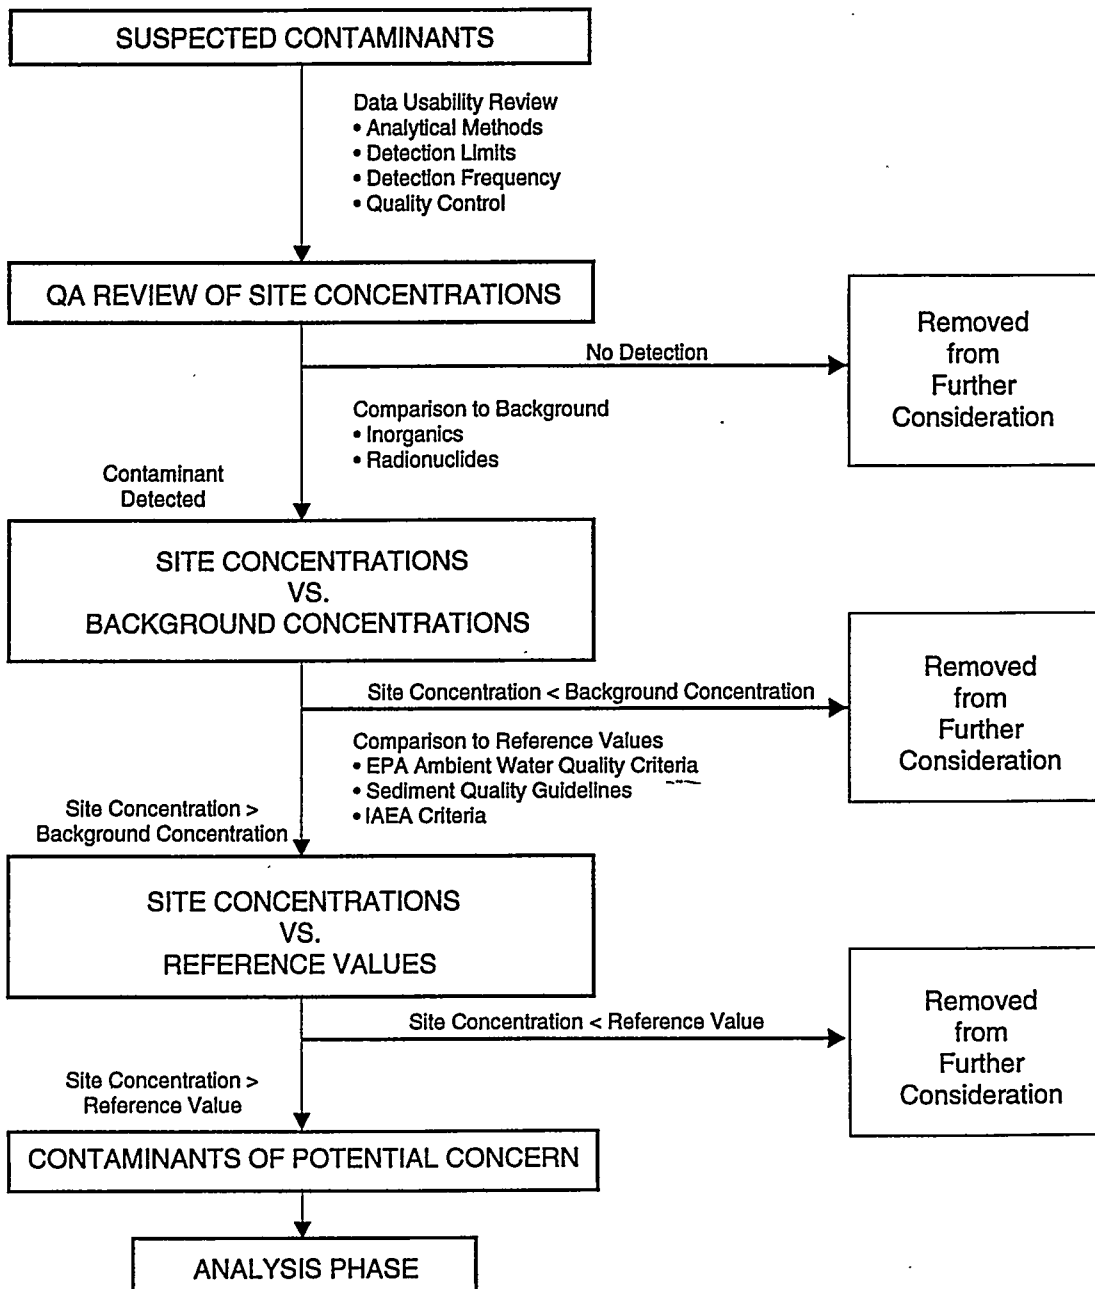 SUSPECTED CONTAMINANTS
Data Usability Review
• Analytical Methods
• Detection Limits
• Detection Frequency
• Quality Control
QA REVIEW OF SITE CONCENTRATIONS
No Detection
Removed
from
Further
Consideration
Comparison to Background
• Inorganics
• Radionuclides
Contaminant
Detected
SITE CONCENTRATIONS
VS.
BACKGROUND CONCENTRATIONS
Site Concentration < Background Concentration
Removed
from
Further
Consideration
Comparison to Reference Values
• EPA Ambient Water Quality Criteria
• Sediment Quality Guidelines
• IAEA Criteria
Site Concentration >
Background Concentration
SITE CONCENTRATIONS
VS.
REFERENCE VALUES
Site Concentration < Reference Value
Removed
from
Further
Consideration
Site Concentration >
Reference Value
CONTAMINANTS OF POTENTIAL CONCERN
ANALYSIS PHASE